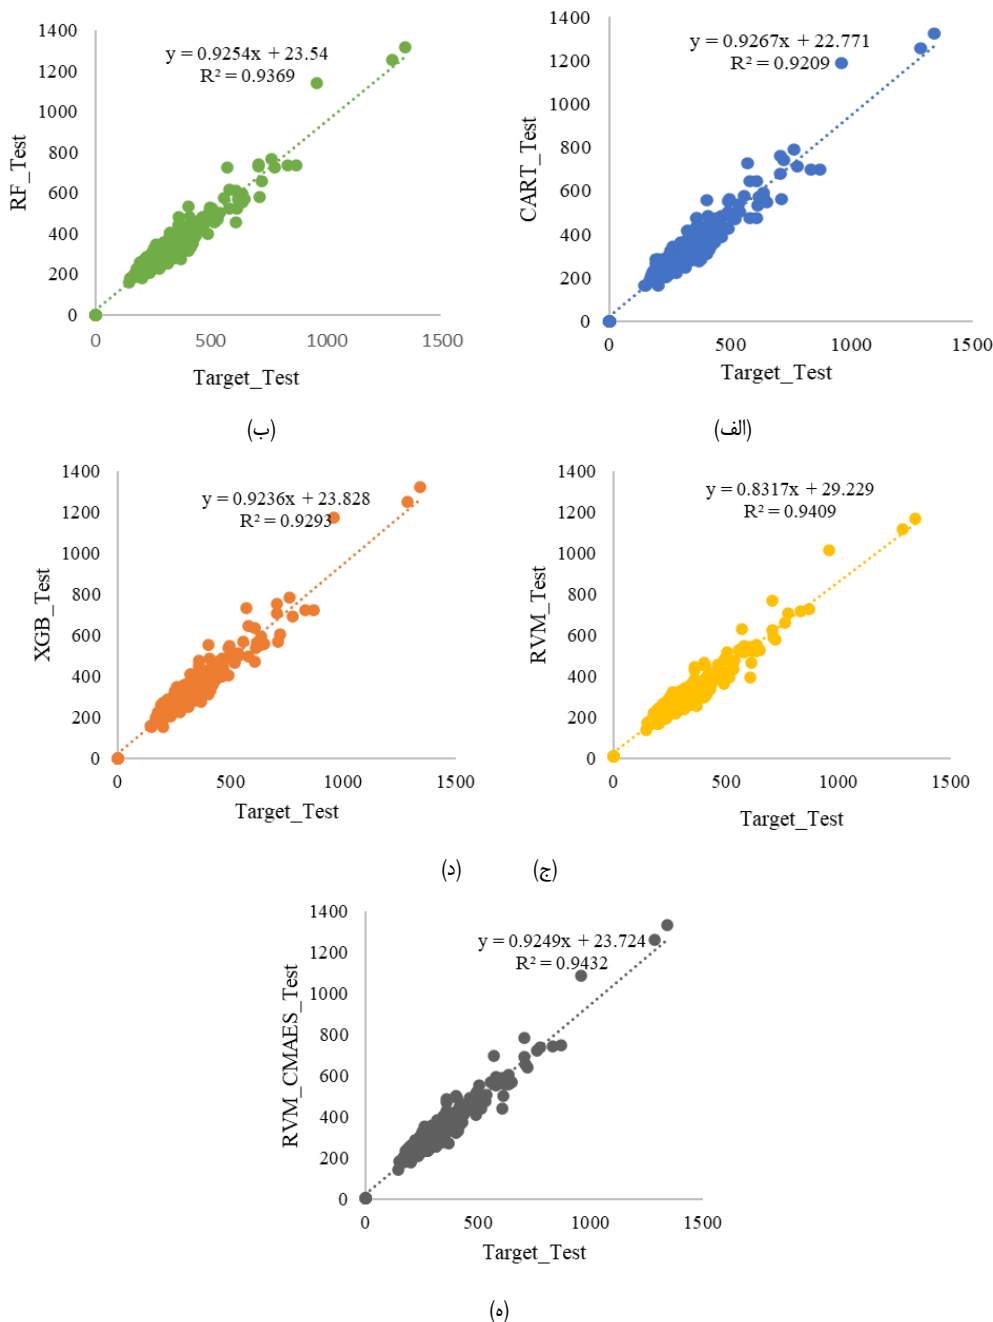 y = 0.9254x + 23.54
R² = 0.9369
RF_Test
1400
1200
1000
800
600
400
200
0
0 500 1000 1500
Target_Test
(ب)
y = 0.9267x + 22.771
R² = 0.9209
CART_Test
1400
1200
1000
800
600
400
200
0
0 500 1000 1500
Target_Test
(الف)
y = 0.9236x + 23.828
R² = 0.9293
XGB_Test
1400
1200
1000
800
600
400
200
0
0 500 1000 1500
Target_Test
y = 0.8317x + 29.229
R² = 0.9409
RVM_Test
1400
1200
1000
800
600
400
200
0
0 500 1000 1500
Target_Test
(د) (ج)
y = 0.9249x + 23.724
R² = 0.9432
RVM_CMAES_Test
1400
1200
1000
800
600
400
200
0
0 500 1000 1500
Target_Test
(ه)